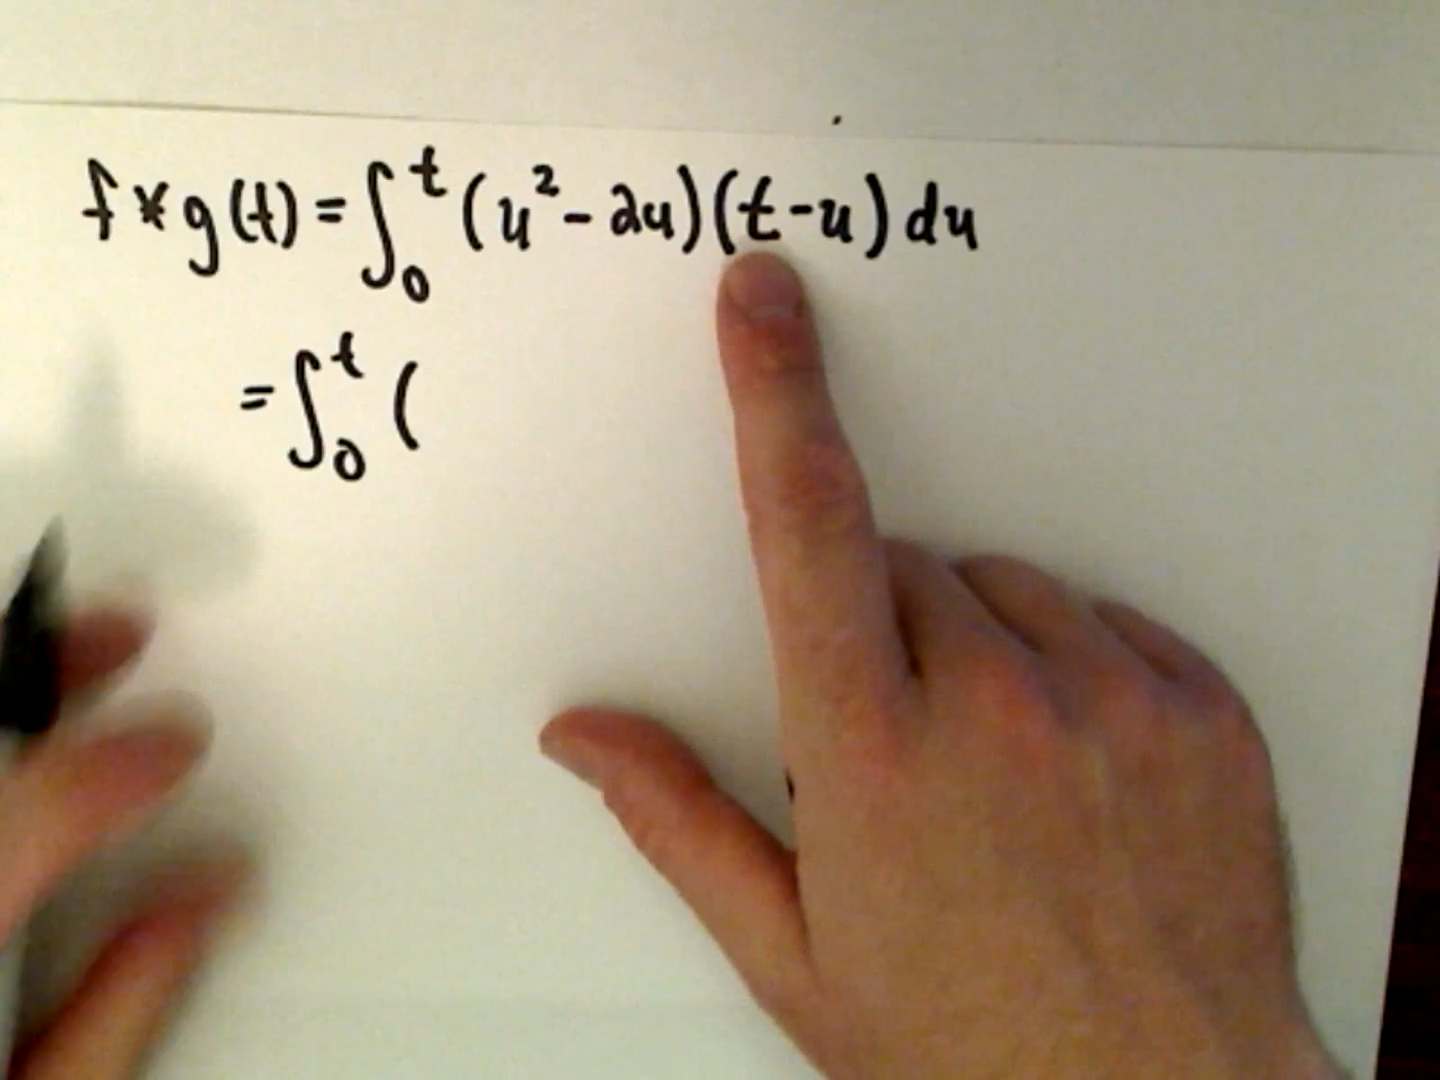 f * g(t) = ∫₀ᵗ (u² - 2u)(t - u) du
= ∫₀ᵗ (